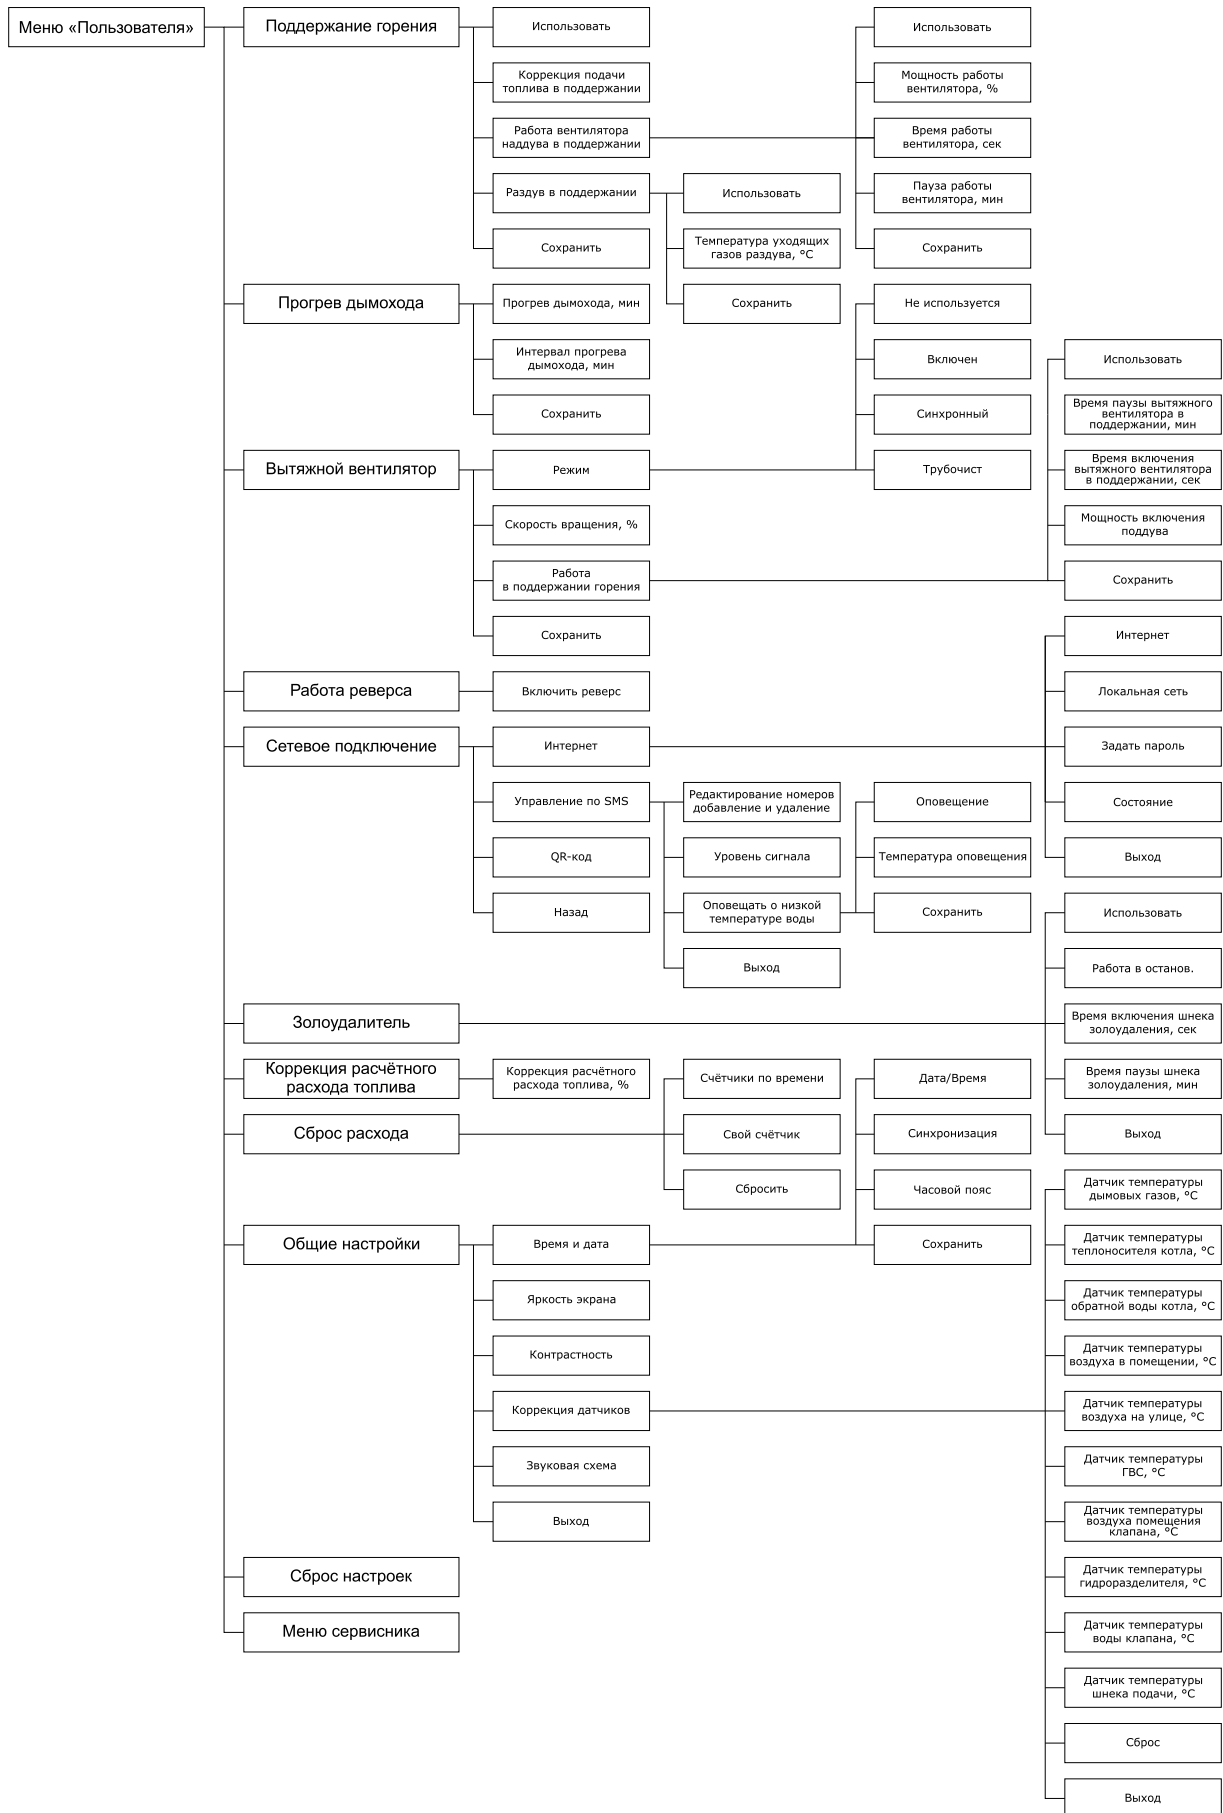 Меню «Пользователя»
Поддержание горения
Использовать
Коррекция подачи
топлива в поддержании
Работа вентилятора
наддува в поддержании
Использовать
Мощность работы
вентилятора, %
Время работы
вентилятора, сек
Пауза работы
вентилятора, мин
Сохранить
Раздув в поддержании
Использовать
Температура уходящих
газов раздува, °С
Сохранить
Сохранить
Прогрев дымохода
Прогрев дымохода, мин
Интервал прогрева
дымохода, мин
Сохранить
Вытяжной вентилятор
Режим
Не используется
Включен
Синхронный
Трубочист
Скорость вращения, %
Работа
в поддержании горения
Использовать
Время паузы вытяжного
вентилятора в
поддержании, мин
Время включения
вытяжного вентилятора
в поддержании, сек
Мощность включения
поддува
Сохранить
Сохранить
Работа реверса
Включить реверс
Сетевое подключение
Интернет
Интернет
Локальная сеть
Задать пароль
Состояние
Выход
Управление по SMS
Редактирование номеров
добавление и удаление
Уровень сигнала
Оповещать о низкой
температуре воды
Оповещение
Температура оповещения
Сохранить
Выход
QR-код
Назад
Золоудалитель
Использовать
Работа в останов.
Время включения шнека
золоудаления, сек
Время паузы шнека
золоудаления, мин
Выход
Коррекция расчётного
расхода топлива
Коррекция расчётного
расхода топлива, %
Сброс расхода
Счётчики по времени
Свой счётчик
Сбросить
Общие настройки
Время и дата
Дата/Время
Синхронизация
Часовой пояс
Сохранить
Яркость экрана
Контрастность
Коррекция датчиков
Датчик температуры
дымовых газов, °С
Датчик температуры
теплоносителя котла, °С
Датчик температуры
обратной воды котла, °С
Датчик температуры
воздуха в помещении, °С
Датчик температуры
воздуха на улице, °С
Датчик температуры
ГВС, °С
Датчик температуры
воздуха помещения
клапана, °С
Датчик температуры
гидроразделителя, °С
Датчик температуры
воды клапана, °С
Датчик температуры
шнека подачи, °С
Сброс
Выход
Звуковая схема
Выход
Сброс настроек
Меню сервисника